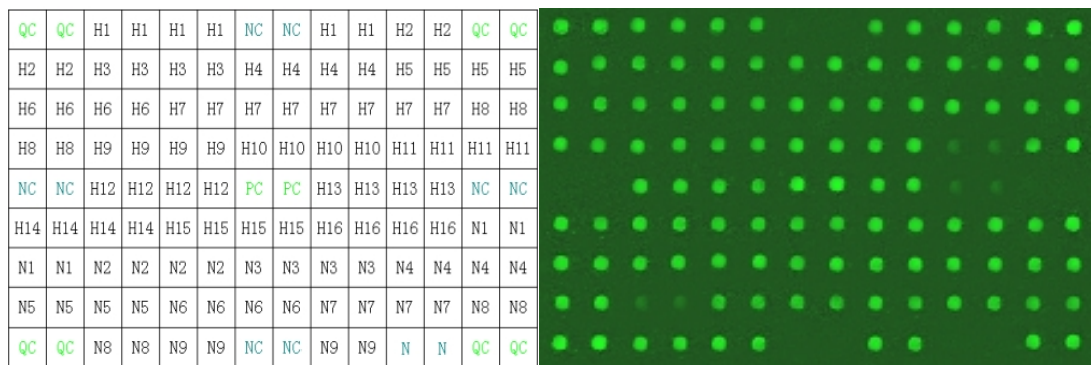 QC QC H1 H1 H1 H1 NC NC H1 H1 H2 H2 QC QC
H2 H2 H3 H3 H3 H3 H4 H4 H4 H4 H5 H5 H5 H5
H6 H6 H6 H6 H7 H7 H7 H7 H7 H7 H7 H7 H8 H8
H8 H8 H9 H9 H9 H9 H10 H10 H10 H10 H11 H11 H11 H11
NC NC H12 H12 H12 H12 PC PC H13 H13 H13 H13 NC NC
H14 H14 H14 H14 H15 H15 H15 H15 H16 H16 H16 H16 N1 N1
N1 N1 N2 N2 N2 N2 N3 N3 N3 N3 N4 N4 N4 N4
N5 N5 N5 N5 N6 N6 N6 N6 N7 N7 N7 N7 N8 N8
QC QC N8 N8 N9 N9 NC NC N9 N9 N N QC QC